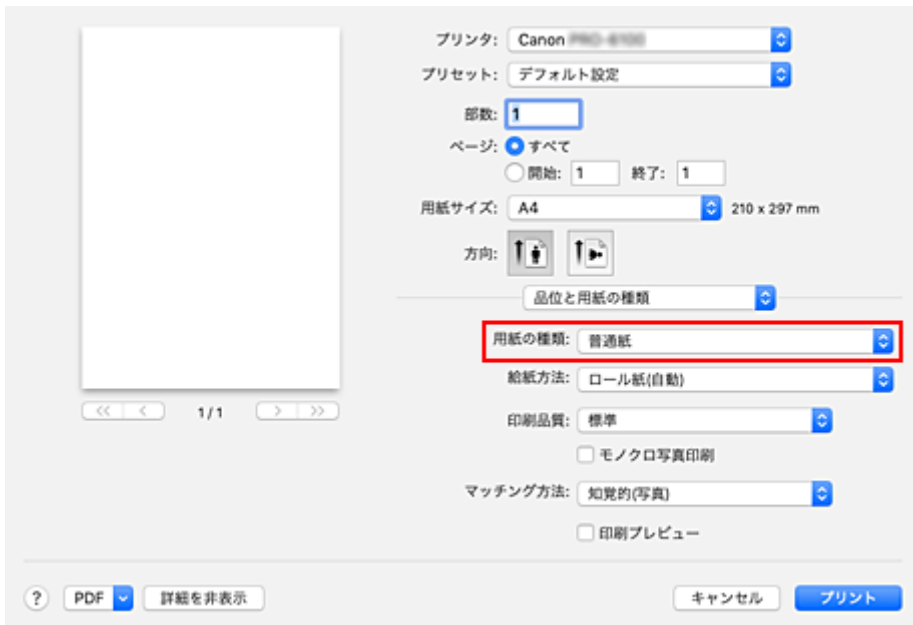 プリンタ: Canon
プリセット: デフォルト設定
部数: 1
ページ: すべて
開始: 1 終了: 1
用紙サイズ: A4 210 x 297 mm
方向:
品位と用紙の種類
用紙の種類: 普通紙
給紙方法: ロール紙(自動)
<< < 1/1 > >>
印刷品質: 標準
モノクロ写真印刷
マッチング方法: 知覚的(写真)
印刷プレビュー
? PDF 詳細を非表示 キャンセル プリント